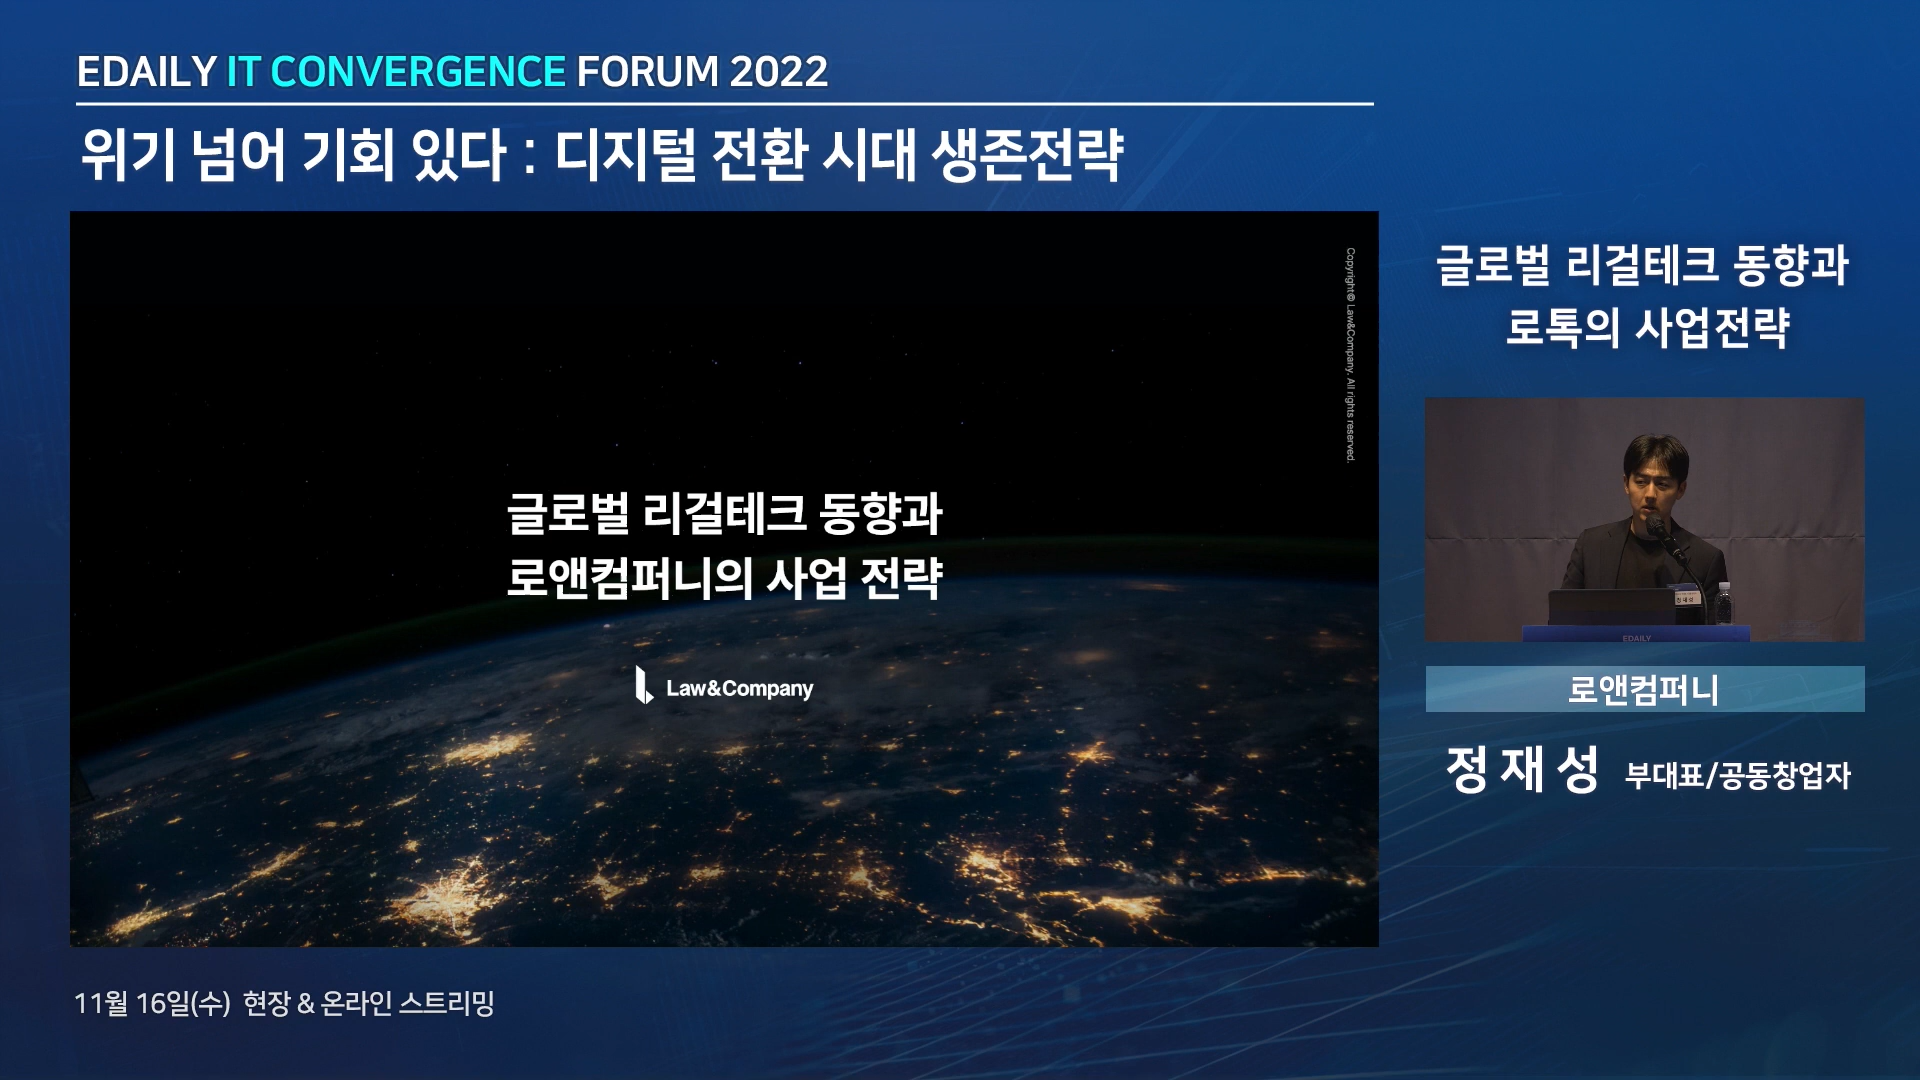 EDAILY IT CONVERGENCE FORUM 2022
위기 넘어 기회 있다 : 디지털 전환 시대 생존전략
Copyright© Law&Company. All rights reserved.
글로벌 리걸테크 동향과
로앤컴퍼니의 사업 전략
Law&Company
글로벌 리걸테크 동향과
로톡의 사업전략
정재성
EDAILY
로앤컴퍼니
정재성 부대표/공동창업자
11월 16일(수) 현장 & 온라인 스트리밍